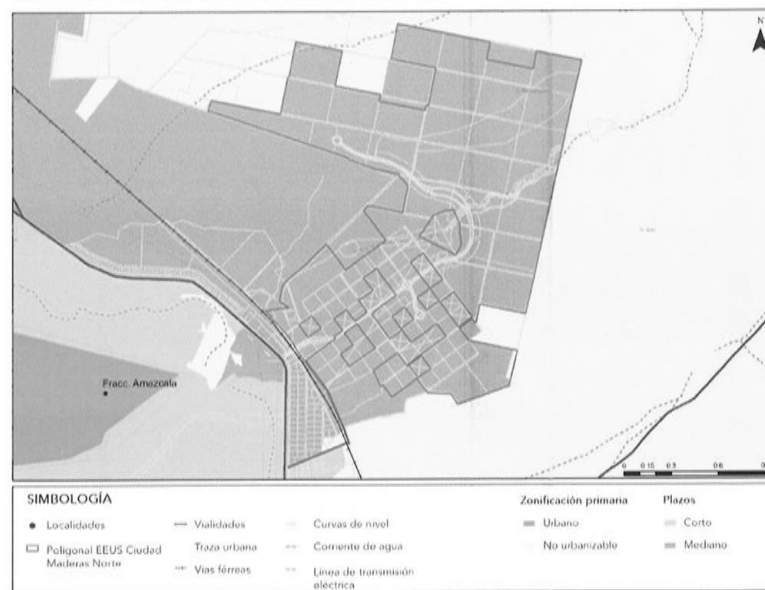 N
Fracc. Amazcala
0 0.15 0.3 0.6
SIMBOLOGÍA
Localidades
Poligonal EEUS Ciudad
Maderas Norte
Vialidades
Traza urbana
Vias férreas
Curvas de nivel
Corriente de agua
Línea de transmisión
eléctrica
Zonificación primaria
Urbano
No urbanizable
Plazos
Corto
Mediano